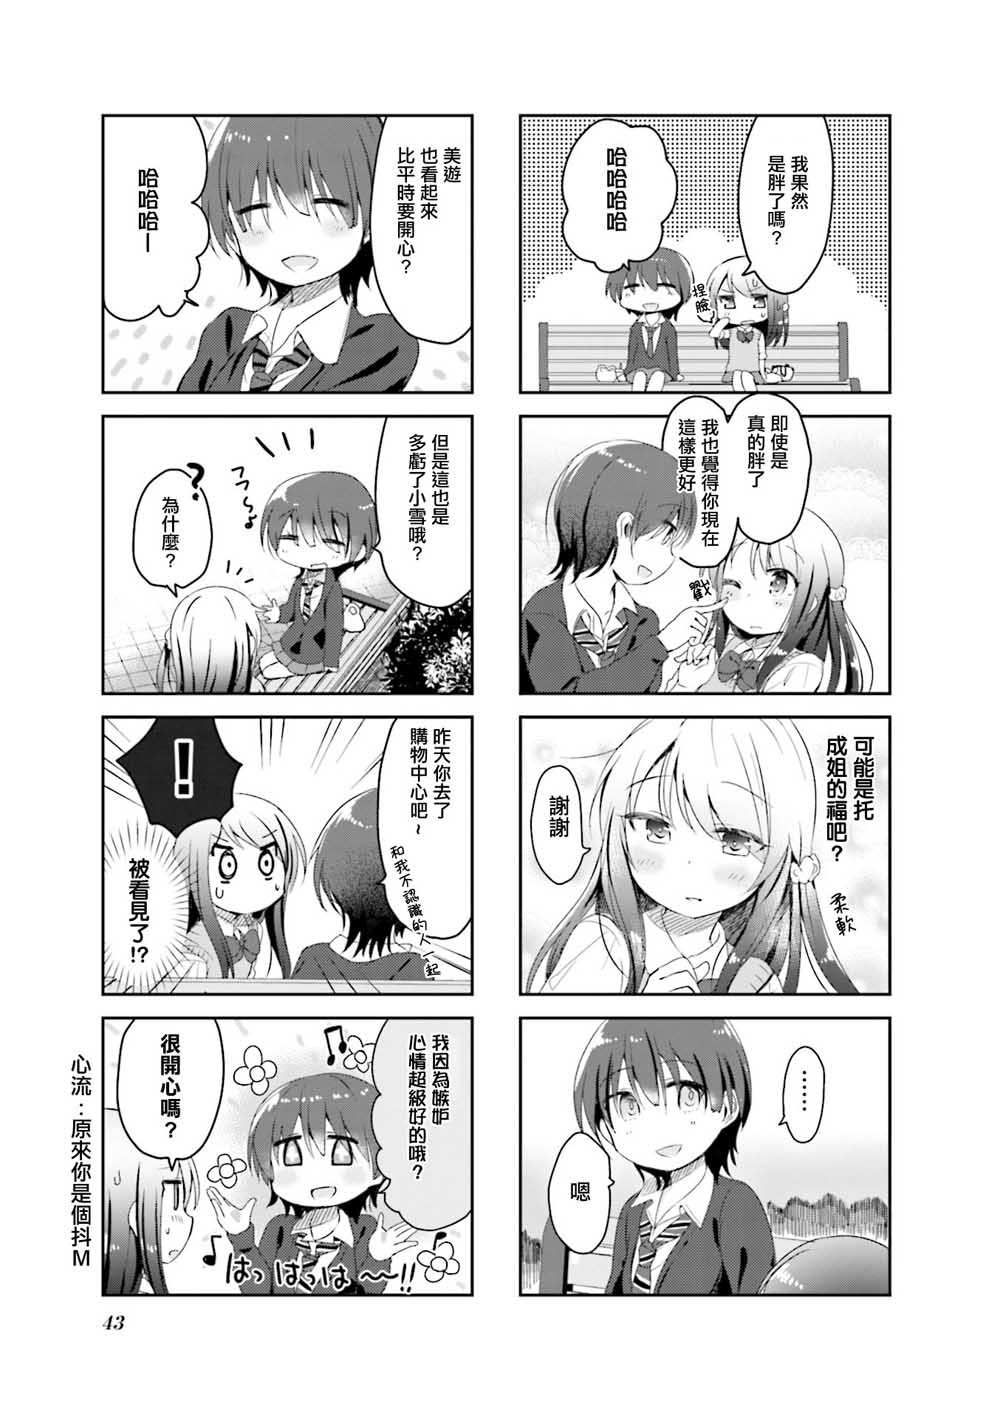 我果然
是胖了嗎？
哈哈哈哈
捏臉
即使是
真的胖了
我也覺得你現在
這樣更好
戳
可能是托
成姐的福吧？
謝謝
柔軟
……
嗯
美遊
也看起來
比平時要開心？
哈哈哈ー
但是這也是
多虧了小雪哦？
フフ〜
？
為什麼？
昨天你去了
購物中心吧~
和我不認識的人一起
！
被看見了!?
我因為嫉妒
心情超級好的哦？
很開心嗎？
はっはっは〜〜!!
心流：原來你是個抖M
43